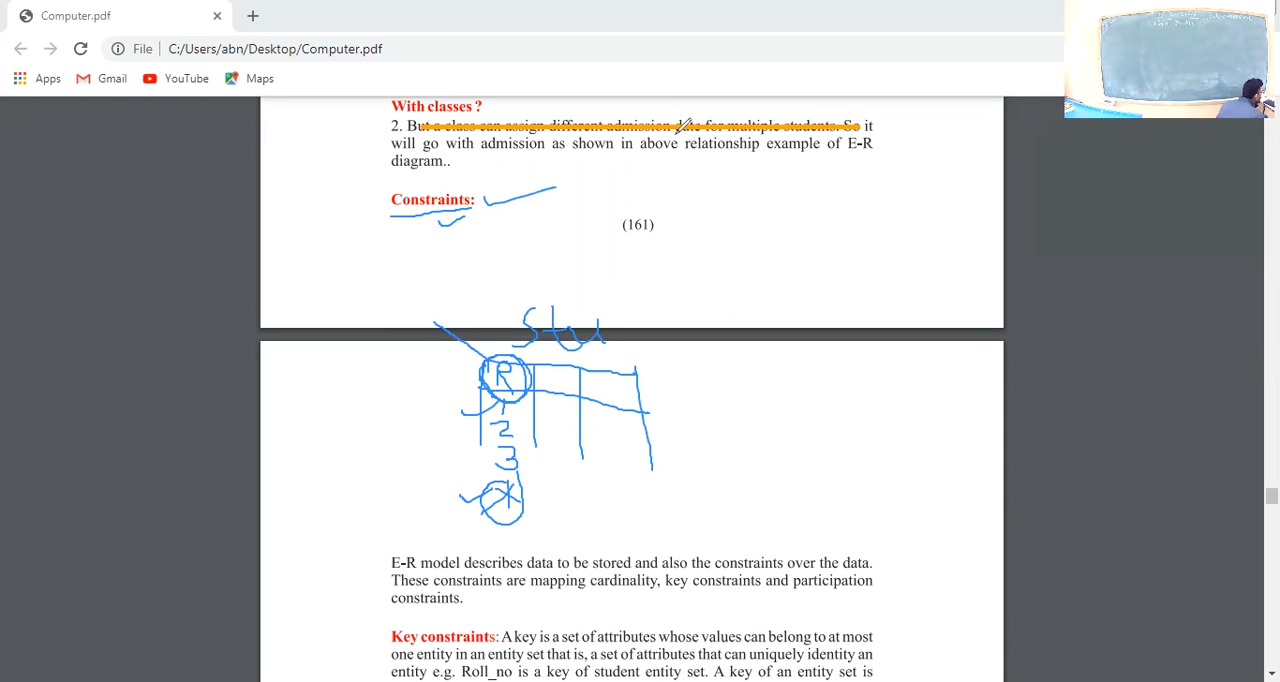 Computer.pdf
File | C:/Users/abn/Desktop/Computer.pdf
Apps Gmail YouTube Maps
With classes ?
2. But a class can assign different admission date for multiple students. So it
will go with admission as shown in above relationship example of E-R
diagram..
Constraints:
(161)
Stu
R
1
2
3
E-R model describes data to be stored and also the constraints over the data.
These constraints are mapping cardinality, key constraints and participation
constraints.
Key constraints: A key is a set of attributes whose values can belong to at most
one entity in an entity set that is, a set of attributes that can uniquely identity an
entity e.g. Roll_no is a key of student entity set. A key of an entity set is